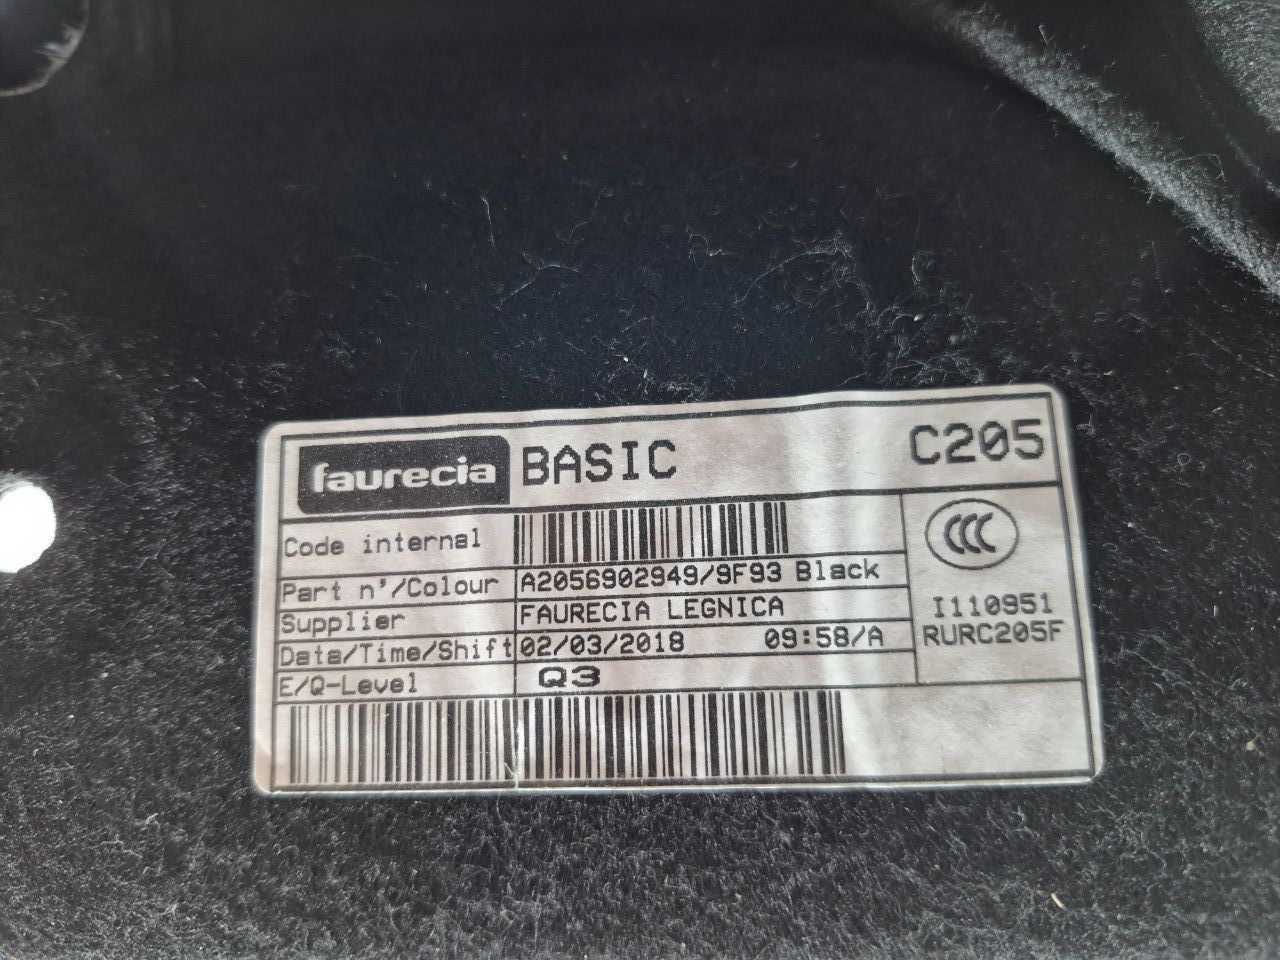 faurecia BASIC C205
Code internal
CCC
Part n'/Colour A2056902949/9F93 Black
Supplier FAURECIA LEGNICA
I110951
RURC205F
Data/Time/Shift 02/03/2018 09:58/A
E/Q-Level Q3